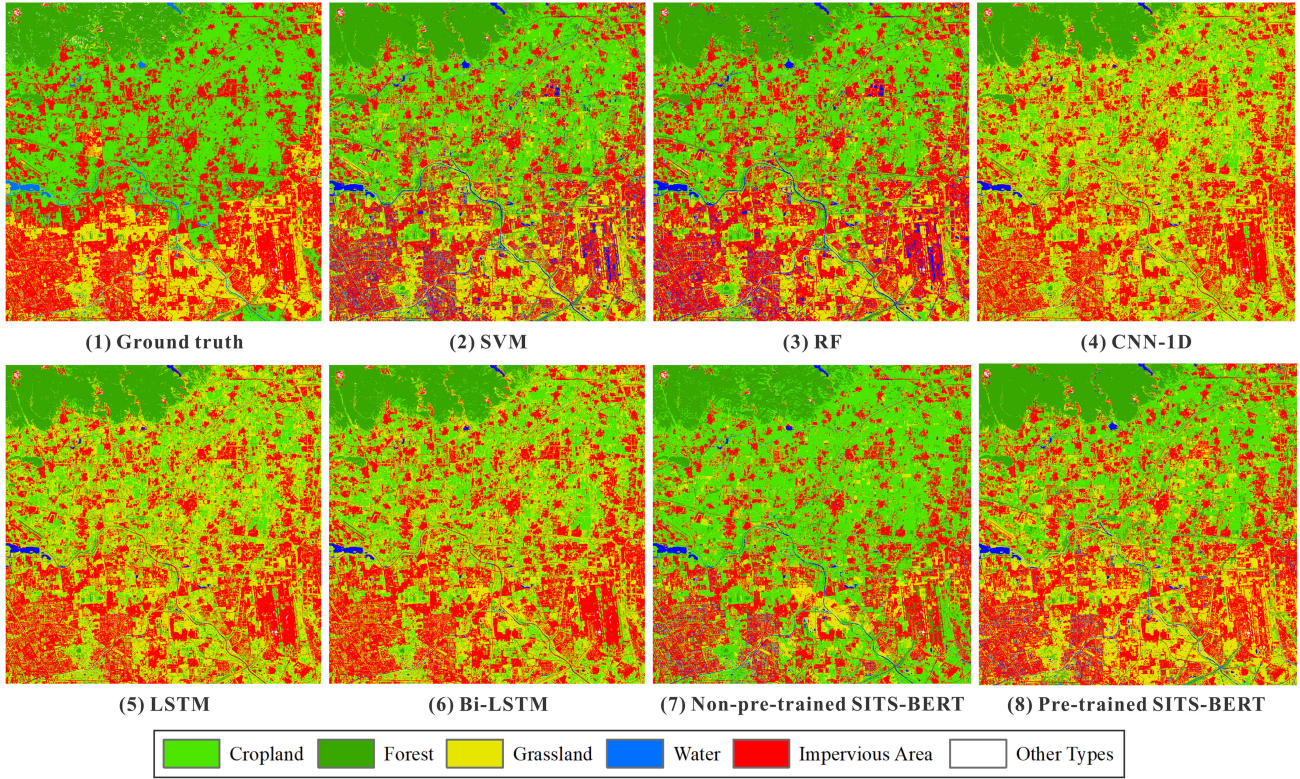 (1) Ground truth (2) SVM (3) RF (4) CNN-1D
(5) LSTM (6) Bi-LSTM (7) Non-pre-trained SITS-BERT (8) Pre-trained SITS-BERT
Cropland Forest Grassland Water Impervious Area Other Types